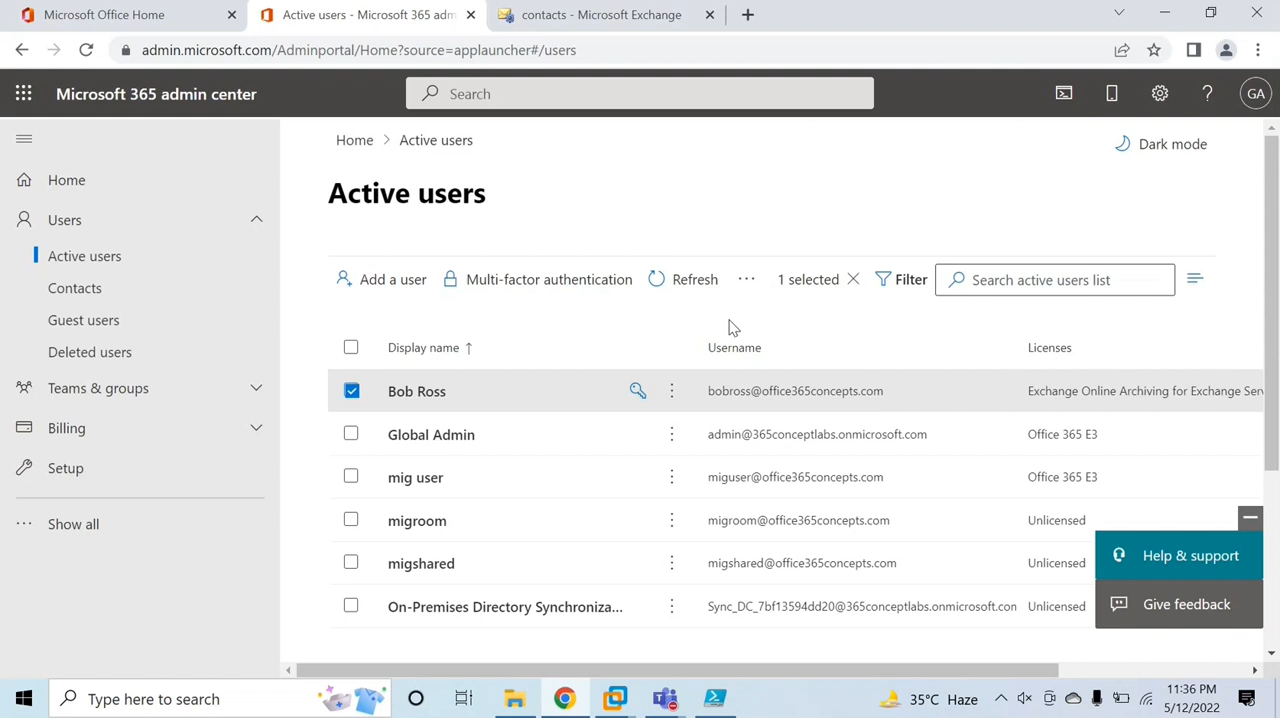 Microsoft Office Home
Active users - Microsoft 365 adm
contacts - Microsoft Exchange
admin.microsoft.com/Adminportal/Home?source=applauncher#/users
Microsoft 365 admin center
Search
GA
Home
Users
Active users
Contacts
Guest users
Deleted users
Teams & groups
Billing
Setup
Show all
Home > Active users
Dark mode
Active users
Add a user
Multi-factor authentication
Refresh
1 selected
Filter
Search active users list
Display name ↑ Username Licenses
Bob Ross bobross@office365concepts.com Exchange Online Archiving for Exchange Serv
Global Admin admin@365conceptlabs.onmicrosoft.com Office 365 E3
mig user miguser@office365concepts.com Office 365 E3
migroom migroom@office365concepts.com Unlicensed
migshared migshared@office365concepts.com Unlicensed
On-Premises Directory Synchroniza... Sync_DC_7bf13594dd20@365conceptlabs.onmicrosoft.con Unlicensed
Help & support
Give feedback
Type here to search
35°C Haze
11:36 PM
5/12/2022